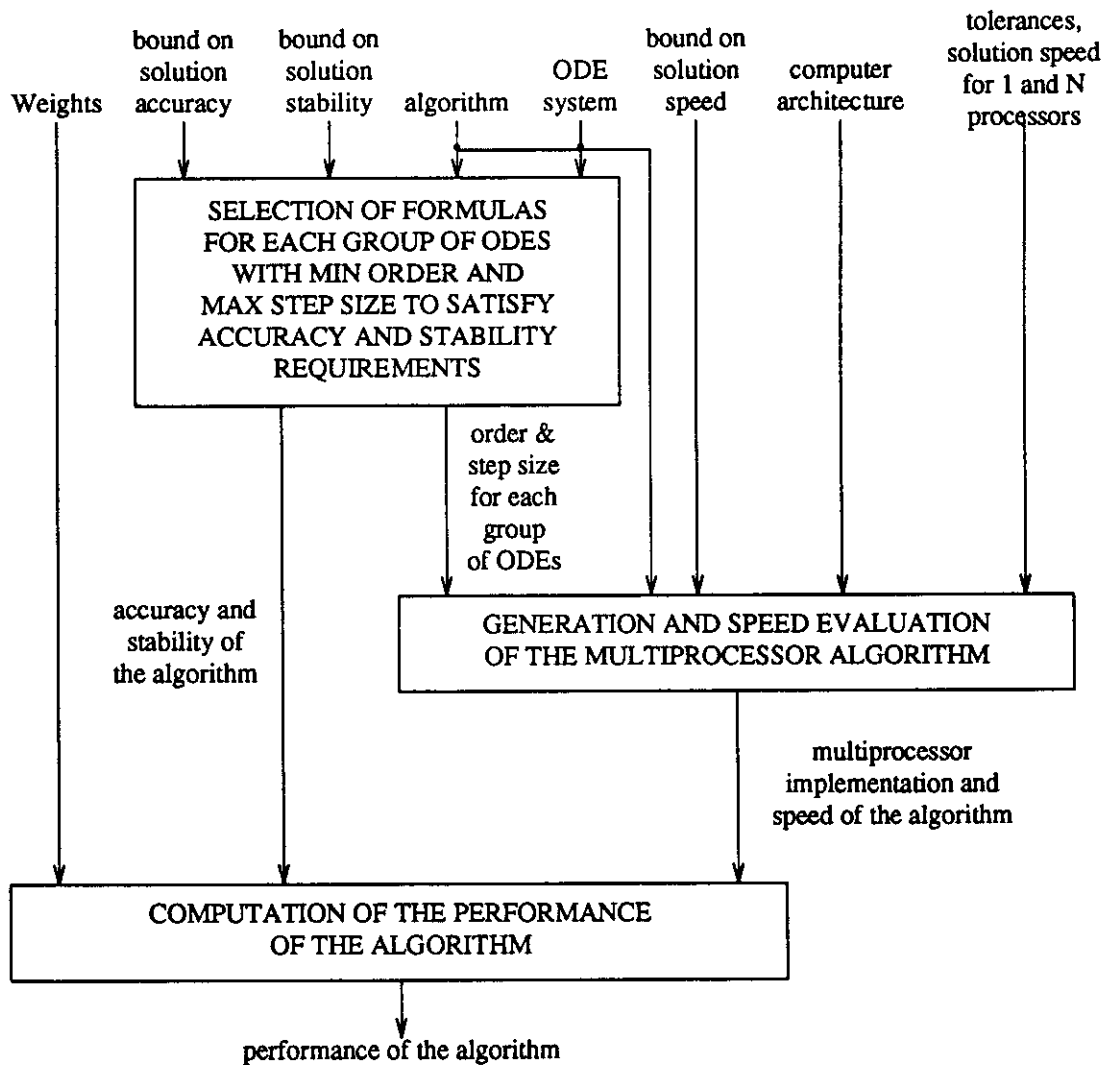 Weights
bound on
solution
accuracy
bound on
solution
stability
algorithm
ODE
system
bound on
solution
speed
computer
architecture
tolerances,
solution speed
for 1 and N
processors
SELECTION OF FORMULAS
FOR EACH GROUP OF ODES
WITH MIN ORDER AND
MAX STEP SIZE TO SATISFY
ACCURACY AND STABILITY
REQUIREMENTS
order &
step size
for each
group
of ODEs
accuracy and
stability of
the algorithm
GENERATION AND SPEED EVALUATION
OF THE MULTIPROCESSOR ALGORITHM
multiprocessor
implementation and
speed of the algorithm
COMPUTATION OF THE PERFORMANCE
OF THE ALGORITHM
performance of the algorithm